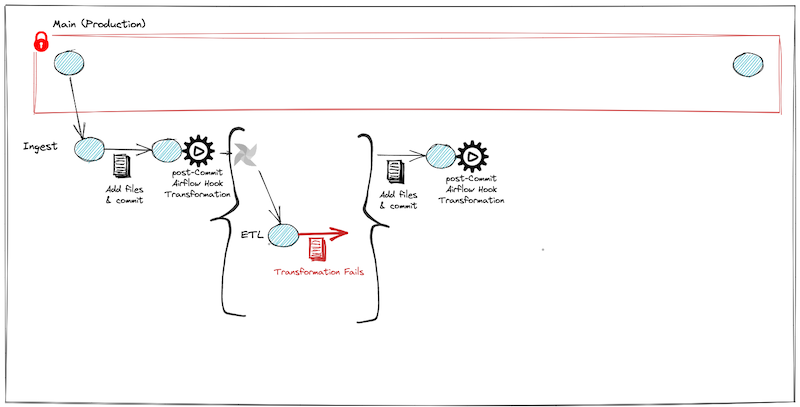 Main (Production)
Ingest
Add files
& commit
post-Commit
Airflow Hook
Transformation
ETL
Transformation Fails
Add files
& commit
post-Commit
Airflow Hook
Transformation